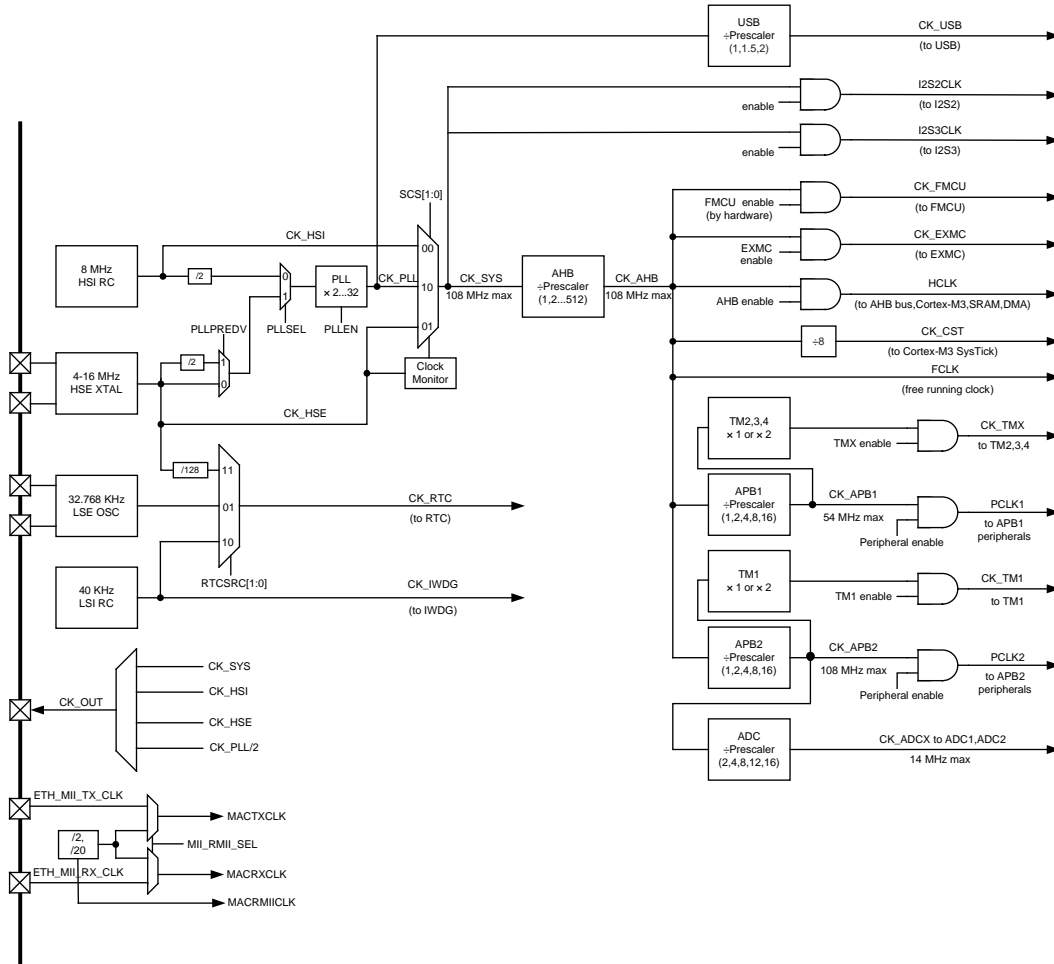 USB
÷Prescaler
(1,1.5,2)
CK_USB
(to USB)
I2S2CLK
(to I2S2)
enable
I2S3CLK
(to I2S3)
enable
SCS[1:0]
CK_FMCU
(to FMCU)
FMCU enable
(by hardware)
CK_EXMC
(to EXMC)
EXMC
enable
CK_HSI
00
8 MHz
HSI RC
/2
0
1
PLL
× 2...32
CK_PLL
10
CK_SYS
108 MHz max
AHB
÷Prescaler
(1,2...512)
CK_AHB
108 MHz max
HCLK
(to AHB bus,Cortex-M3,SRAM,DMA)
AHB enable
PLLPREDV
PLLSEL
PLLEN
01
÷8
CK_CST
(to Cortex-M3 SysTick)
Clock
Monitor
FCLK
(free running clock)
4-16 MHz
HSE XTAL
/2
1
0
CK_HSE
TM2,3,4
× 1 or × 2
TMX enable
CK_TMX
to TM2,3,4
/128
11
32.768 KHz
LSE OSC
01
CK_RTC
(to RTC)
10
APB1
÷Prescaler
(1,2,4,8,16)
CK_APB1
54 MHz max
Peripheral enable
PCLK1
to APB1
peripherals
RTCSRC[1:0]
40 KHz
LSI RC
CK_IWDG
(to IWDG)
TM1
× 1 or × 2
TM1 enable
CK_TM1
to TM1
APB2
÷Prescaler
(1,2,4,8,16)
CK_APB2
108 MHz max
Peripheral enable
PCLK2
to APB2
peripherals
CK_SYS
CK_HSI
CK_OUT
CK_HSE
CK_PLL/2
ADC
÷Prescaler
(2,4,8,12,16)
CK_ADCX to ADC1,ADC2
14 MHz max
ETH_MII_TX_CLK
MACTXCLK
/2,
/20
MII_RMII_SEL
ETH_MII_RX_CLK
MACRXCLK
MACRMIICLK